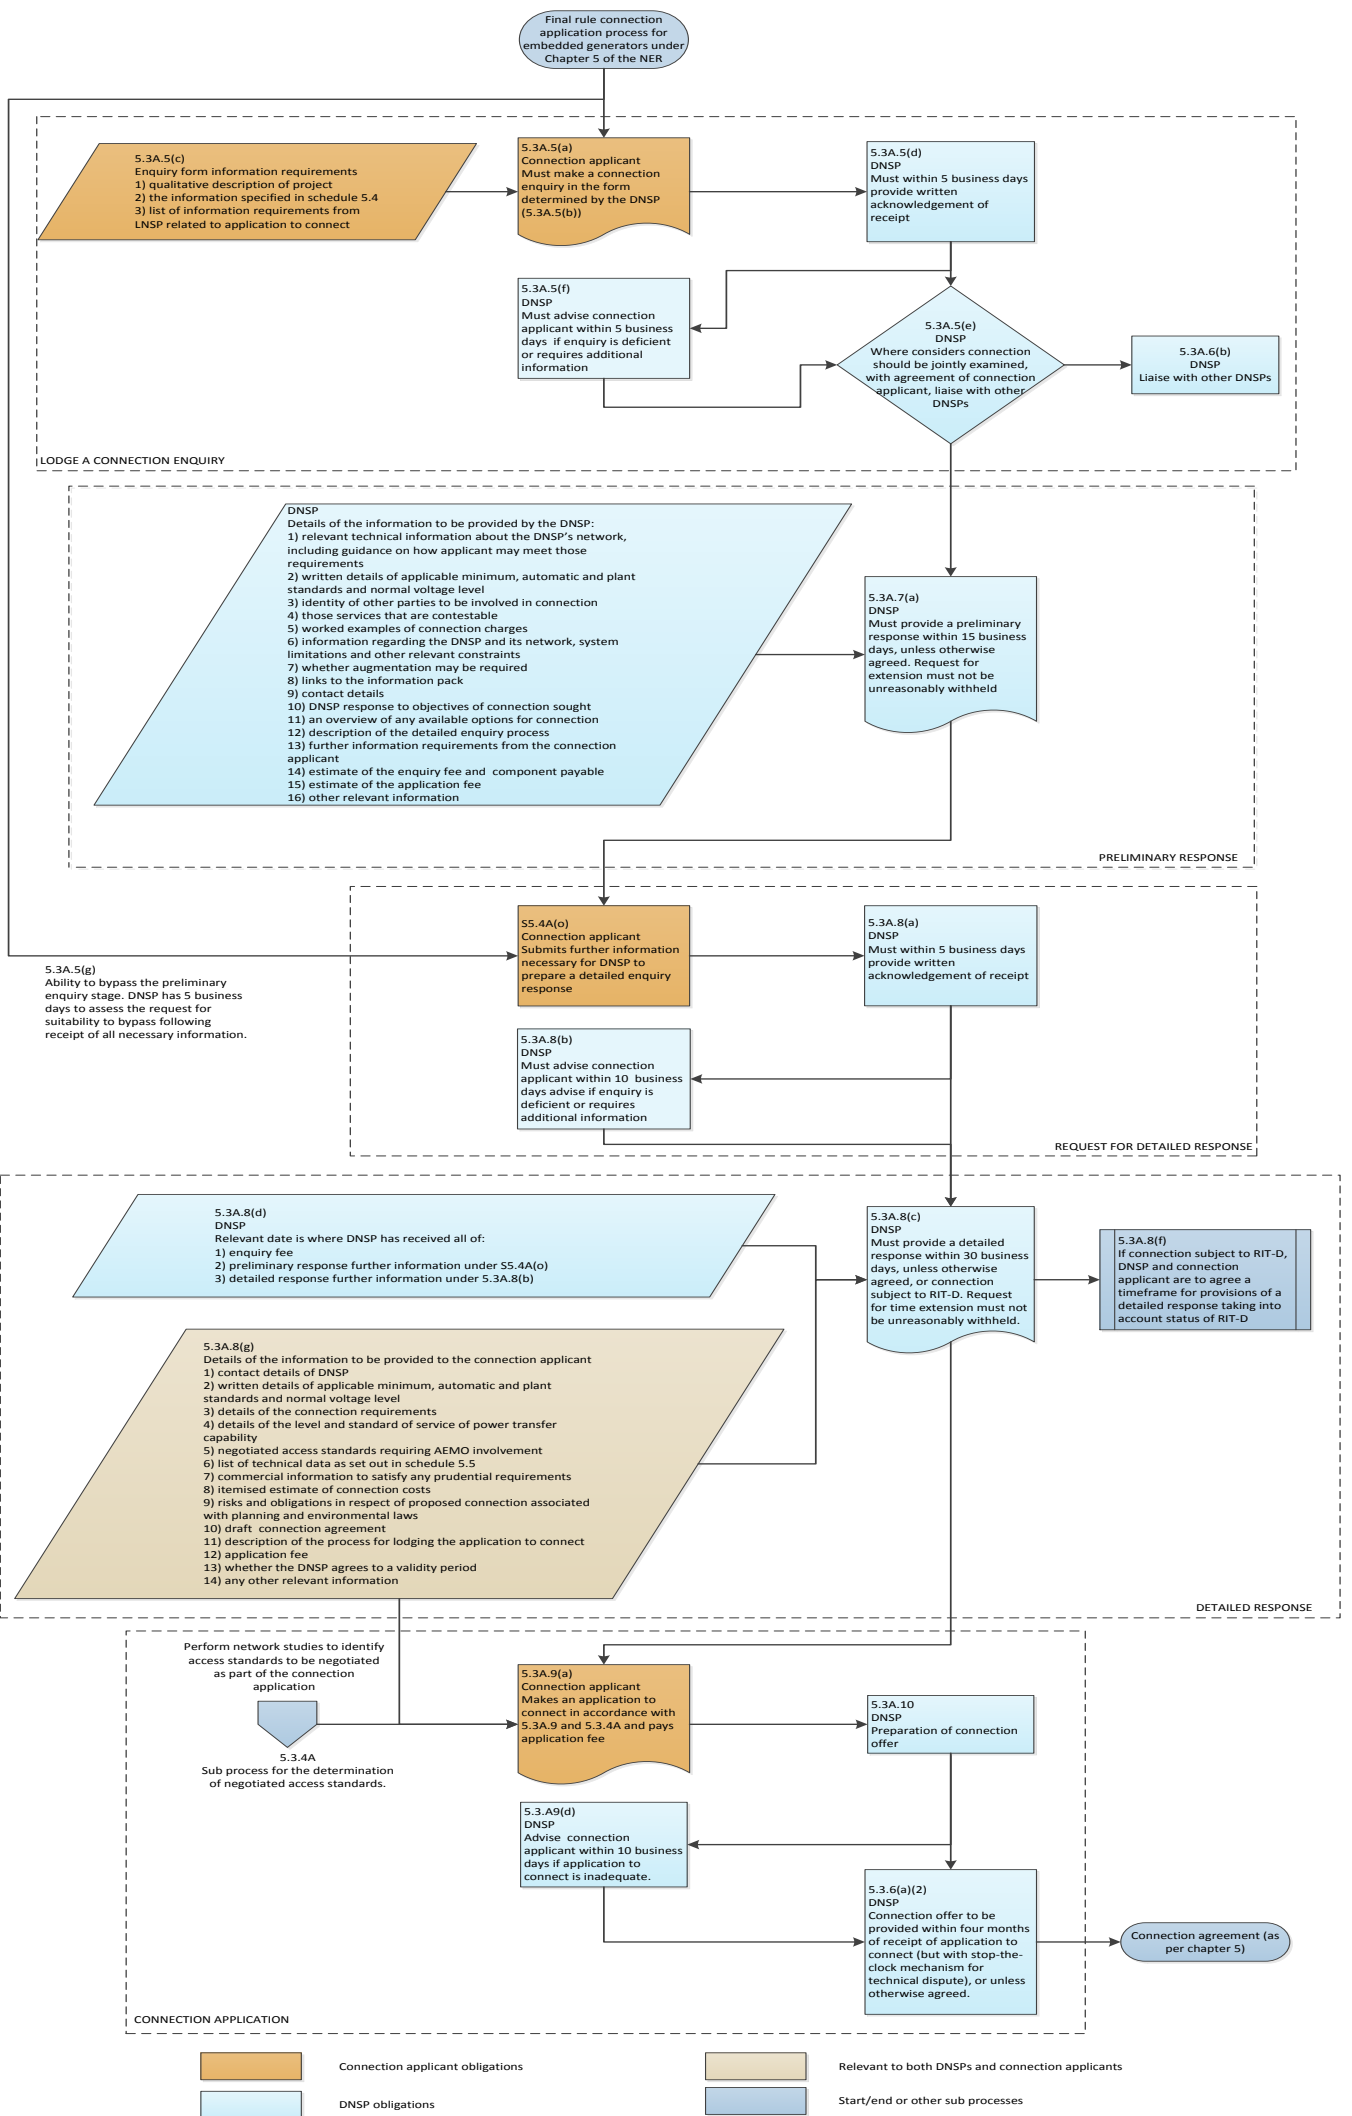 Final rule connection
application process for
embedded generators under
Chapter 5 of the NER
5.3A.5(c)
Enquiry form information requirements
1) qualitative description of project
2) the information specified in schedule 5.4
3) list of information requirements from
LNSP related to application to connect
5.3A.5(a)
Connection applicant
Must make a connection
enquiry in the form
determined by the DNSP
(5.3A.5(b))
5.3A.5(d)
DNSP
Must within 5 business days
provide written
acknowledgement of
receipt
5.3A.5(f)
DNSP
Must advise connection
applicant within 5 business
days  if enquiry is deficient
or requires additional
information
5.3A.5(e)
DNSP
Where considers connection
should be jointly examined,
with agreement of connection
applicant, liaise with other
DNSPs
5.3A.6(b)
DNSP
Liaise with other DNSPs
LODGE A CONNECTION ENQUIRY
DNSP
Details of the information to be provided by the DNSP:
1) relevant technical information about the DNSP's network,
including guidance on how applicant may meet those
requirements
2) written details of applicable minimum, automatic and plant
standards and normal voltage level
3) identity of other parties to be involved in connection
4) those services that are contestable
5) worked examples of connection charges
6) information regarding the DNSP and its network, system
limitations and other relevant constraints
7) whether augmentation may be required
8) links to the information pack
9) contact details
10) DNSP response to objectives of connection sought
11) an overview of any available options for connection
12) description of the detailed enquiry process
13) further information requirements from the connection
applicant
14) estimate of the enquiry fee and  component payable
15) estimate of the application fee
16) other relevant information
5.3A.7(a)
DNSP
Must provide a preliminary
response within 15 business
days, unless otherwise
agreed. Request for
extension must not be
unreasonably withheld
PRELIMINARY RESPONSE
S5.4A(o)
Connection applicant
Submits further information
necessary for DNSP to
prepare a detailed enquiry
response
5.3A.8(a)
DNSP
Must within 5 business days
provide written
acknowledgement of receipt
5.3A.5(g)
Ability to bypass the preliminary
enquiry stage. DNSP has 5 business
days to assess the request for
suitability to bypass following
receipt of all necessary information.
5.3A.8(b)
DNSP
Must advise connection
applicant within 10  business
days advise if enquiry is
deficient or requires
additional information
REQUEST FOR DETAILED RESPONSE
5.3A.8(d)
DNSP
Relevant date is where DNSP has received all of:
1) enquiry fee
2) preliminary response further information under S5.4A(o)
3) detailed response further information under 5.3A.8(b)
5.3A.8(c)
DNSP
Must provide a detailed
response within 30 business
days, unless otherwise
agreed, or connection
subject to RIT-D. Request
for time extension must not
be unreasonably withheld.
5.3A.8(f)
If connection subject to RIT-D,
DNSP and connection
applicant are to agree a
timeframe for provisions of a
detailed response taking into
account status of RIT-D
5.3A.8(g)
Details of the information to be provided to the connection applicant
1) contact details of DNSP
2) written details of applicable minimum, automatic and plant
standards and normal voltage level
3) details of the connection requirements
4) details of the level and standard of service of power transfer
capability
5) negotiated access standards requiring AEMO involvement
6) list of technical data as set out in schedule 5.5
7) commercial information to satisfy any prudential requirements
8) itemised estimate of connection costs
9) risks and obligations in respect of proposed connection associated
with planning and environmental laws
10) draft  connection agreement
11) description of the process for lodging the application to connect
12) application fee
13) whether the DNSP agrees to a validity period
14) any other relevant information
DETAILED RESPONSE
Perform network studies to identify
access standards to be negotiated
as part of the connection
application
5.3.4A
Sub process for the determination
of negotiated access standards.
5.3A.9(a)
Connection applicant
Makes an application to
connect in accordance with
5.3A.9 and 5.3.4A and pays
application fee
5.3A.10
DNSP
Preparation of connection
offer
5.3.A9(d)
DNSP
Advise  connection
applicant within 10 business
days if application to
connect is inadequate.
5.3.6(a)(2)
DNSP
Connection offer to be
provided within four months
of receipt of application to
connect (but with stop-the-
clock mechanism for
technical dispute), or unless
otherwise agreed.
Connection agreement (as
per chapter 5)
CONNECTION APPLICATION
Connection applicant obligations
Relevant to both DNSPs and connection applicants
DNSP obligations
Start/end or other sub processes